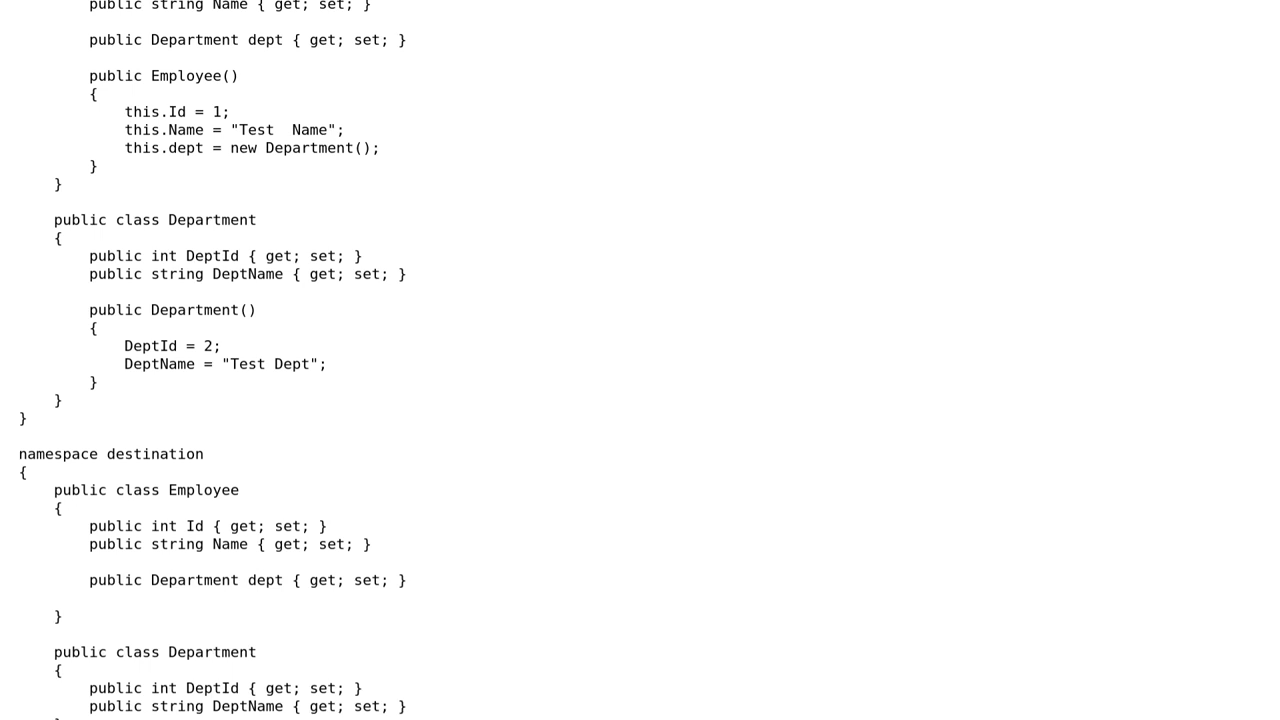 public string Name { get; set; }

        public Department dept { get; set; }

        public Employee()
        {
            this.Id = 1;
            this.Name = "Test  Name";
            this.dept = new Department();
        }
    }

    public class Department
    {
        public int DeptId { get; set; }
        public string DeptName { get; set; }

        public Department()
        {
            DeptId = 2;
            DeptName = "Test Dept";
        }
    }
}

namespace destination
{
    public class Employee
    {
        public int Id { get; set; }
        public string Name { get; set; }

        public Department dept { get; set; }

    }

    public class Department
    {
        public int DeptId { get; set; }
        public string DeptName { get; set; }
    }